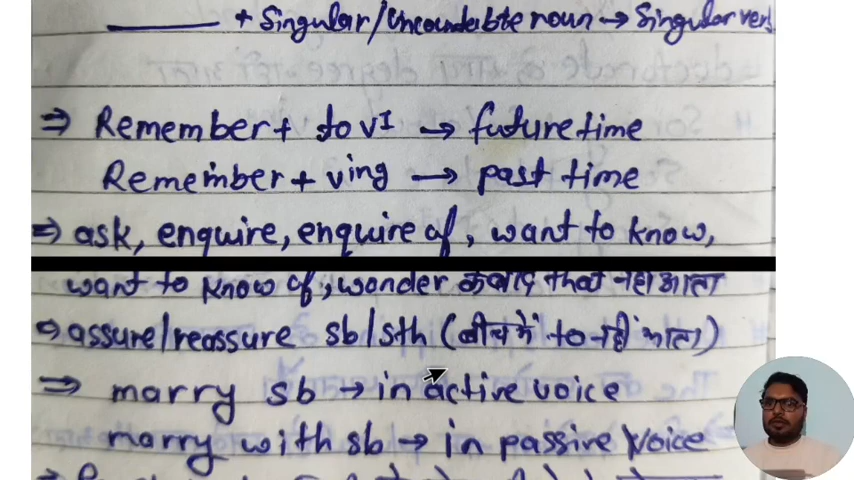 _______ + Singular/Uncountable noun → Singular verb
⇒ Remember + to VI → future time
Remember + ving → past time
⇒ ask, enquire, enquire of, want to know,
want to know of, wonder के बाद that नहीं आता
⇒ assure/reassure sb/sth (बीच में to नहीं आता)
⇒ marry sb → in active voice
marry with sb → in passive voice